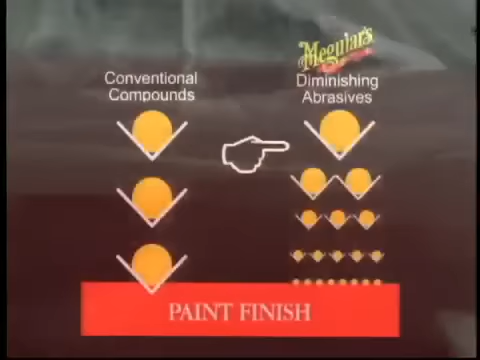 Meguiar's
Conventional
Compounds
Diminishing
Abrasives
PAINT FINISH